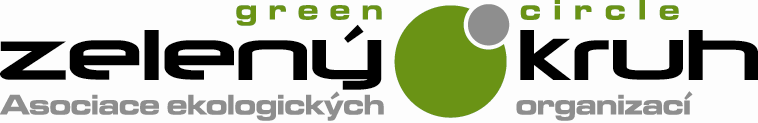 green circle
zelený kruh
Asociace ekologických organizací